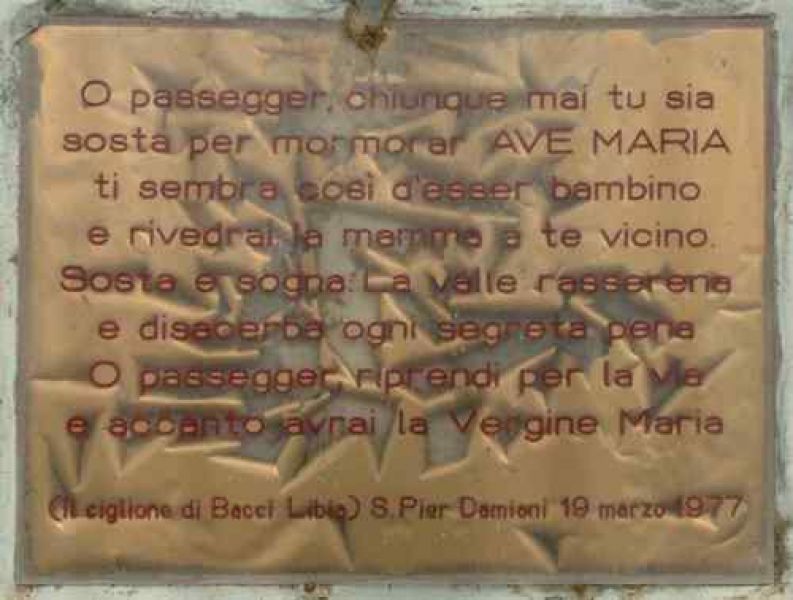 O passegger, chiunque mai tu sia
sosta per mormorar AVE MARIA
ti sembra così d'esser bambino
e rivedrai la mamma a te vicino.
Sosta e sogna: La valle rasserena
e disacerba ogni segreta pena
O passegger, riprendi per la via
e accanto avrai la Vergine Maria
(il ciglione di Bacci Libia) S. Pier Damiani 19 marzo 1977